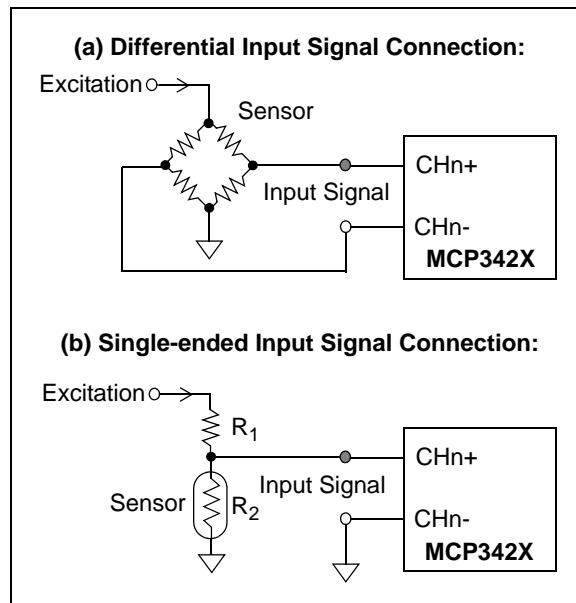 (a) Differential Input Signal Connection:
Excitation
Sensor
CHn+
Input Signal
CHn-
MCP342X
(b) Single-ended Input Signal Connection:
Excitation
R1
CHn+
Sensor
R2
Input Signal
CHn-
MCP342X